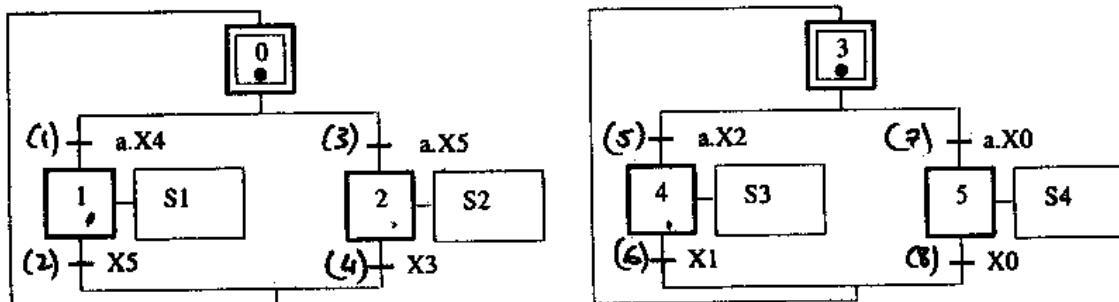 0
3
(1) a.X4
(3) a.X5
(5) a.X2
(7) a.X0
1 S1
2 S2
4 S3
5 S4
(2) X5
(4) X3
(6) X1
(8) X0